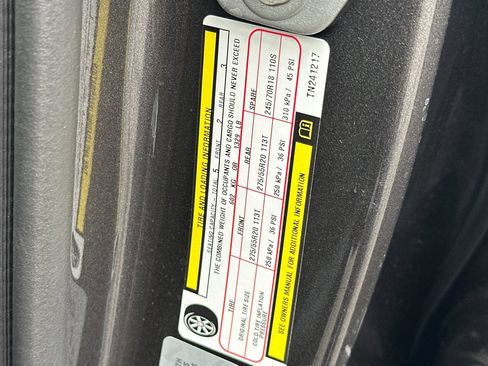 TIRE AND LOADING INFORMATION
SEATING CAPACITY - TOTAL 5 FRONT 2 REAR 3
THE COMBINED WEIGHT OF OCCUPANTS AND CARGO SHOULD NEVER EXCEED
602 KG OR 1329 LB
TIRE FRONT REAR SPARE
ORIGINAL TIRE SIZE 275/55R20 113T 275/55R20 113T 245/70R18 110S
COLD TIRE INFLATION PRESSURE 250 kPa / 36 PSI 250 kPa / 36 PSI 310 kPa / 45 PSI
SEE OWNERS MANUAL FOR ADDITIONAL INFORMATION
TN241217